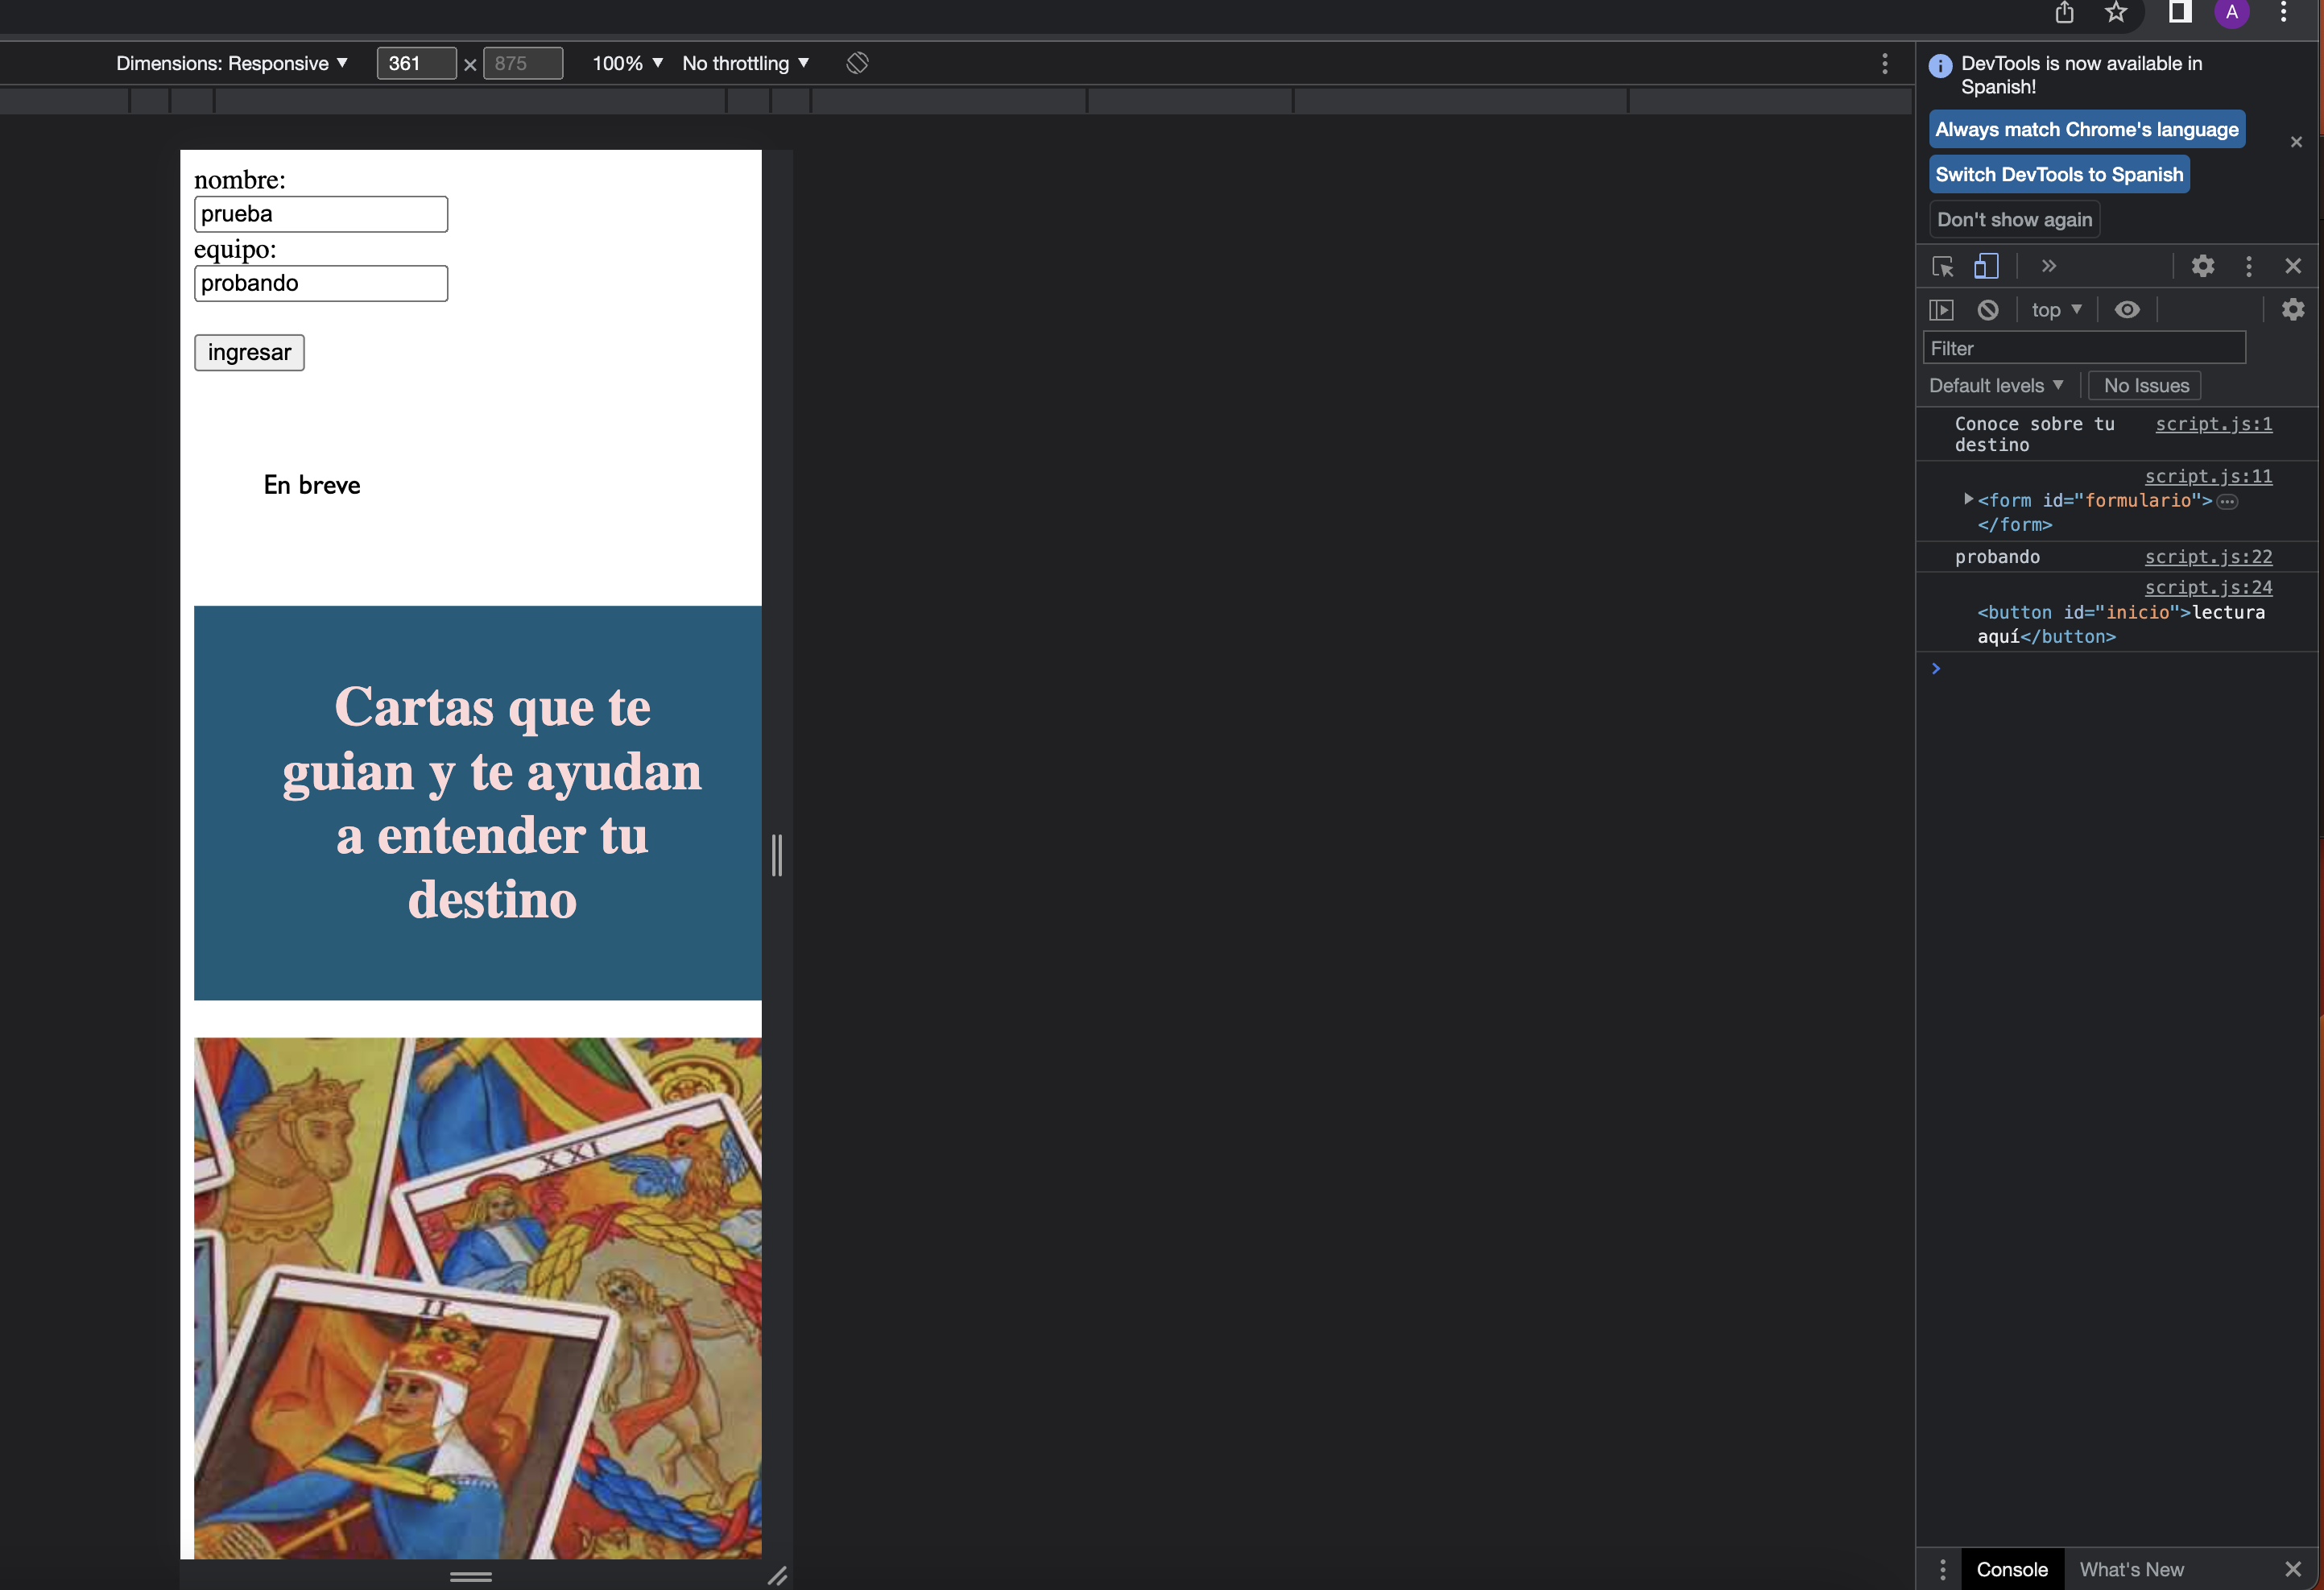 A
Dimensions: Responsive 361 × 875 100% No throttling
DevTools is now available in
Spanish!
Always match Chrome's language
Switch DevTools to Spanish
Don't show again
top
Filter
Default levels No Issues
Conoce sobre tu script.js:1
destino
script.js:11
<form id="formulario">…
</form>
probando script.js:22
script.js:24
<button id="inicio">lectura
aquí</button>
nombre:
prueba
equipo:
probando
ingresar
En breve
Cartas que te
guian y te ayudan
a entender tu
destino
XXI
II
Console What's New